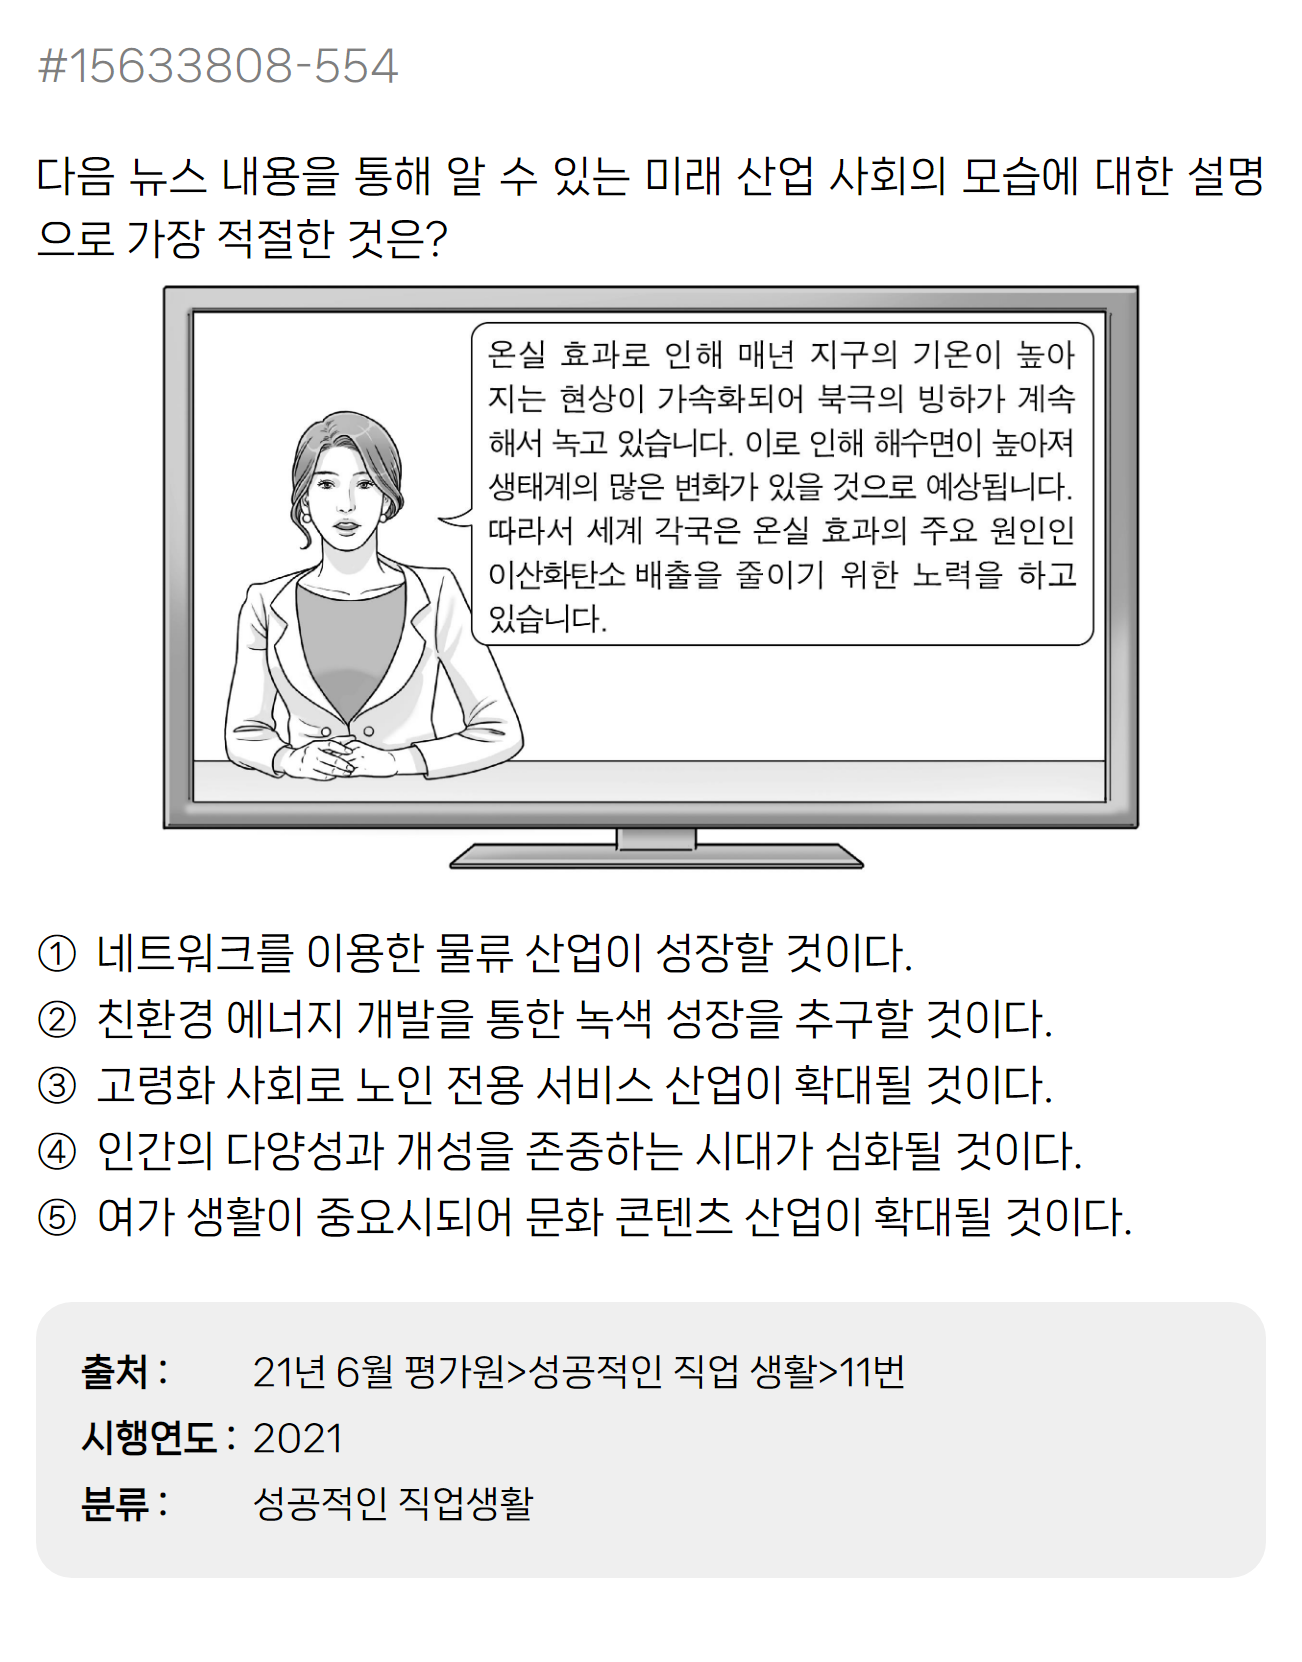 #15633808-554
다음 뉴스 내용을 통해 알 수 있는 미래 산업 사회의 모습에 대한 설명
으로 가장 적절한 것은?
온실 효과로 인해 매년 지구의 기온이 높아
지는 현상이 가속화되어 북극의 빙하가 계속
해서 녹고 있습니다. 이로 인해 해수면이 높아져
생태계의 많은 변화가 있을 것으로 예상됩니다.
따라서 세계 각국은 온실 효과의 주요 원인인
이산화탄소 배출을 줄이기 위한 노력을 하고
있습니다.
① 네트워크를 이용한 물류 산업이 성장할 것이다.
② 친환경 에너지 개발을 통한 녹색 성장을 추구할 것이다.
③ 고령화 사회로 노인 전용 서비스 산업이 확대될 것이다.
④ 인간의 다양성과 개성을 존중하는 시대가 심화될 것이다.
⑤ 여가 생활이 중요시되어 문화 콘텐츠 산업이 확대될 것이다.
출처 : 21년 6월 평가원>성공적인 직업 생활>11번
시행연도 : 2021
분류 : 성공적인 직업생활